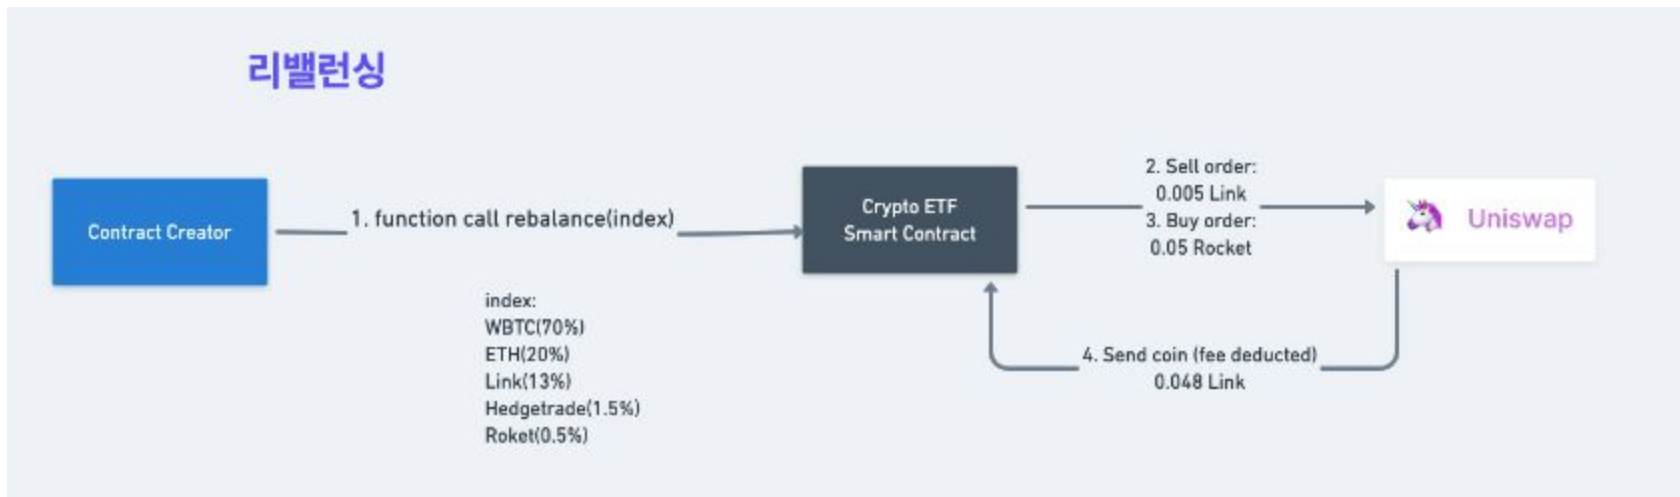 리밸런싱
Contract Creator
1. function call rebalance(index)
index:
WBTC(70%)
ETH(20%)
Link(13%)
Hedgetrade(1.5%)
Roket(0.5%)
Crypto ETF
Smart Contract
2. Sell order:
0.005 Link
3. Buy order:
0.05 Rocket
Uniswap
4. Send coin (fee deducted)
0.048 Link